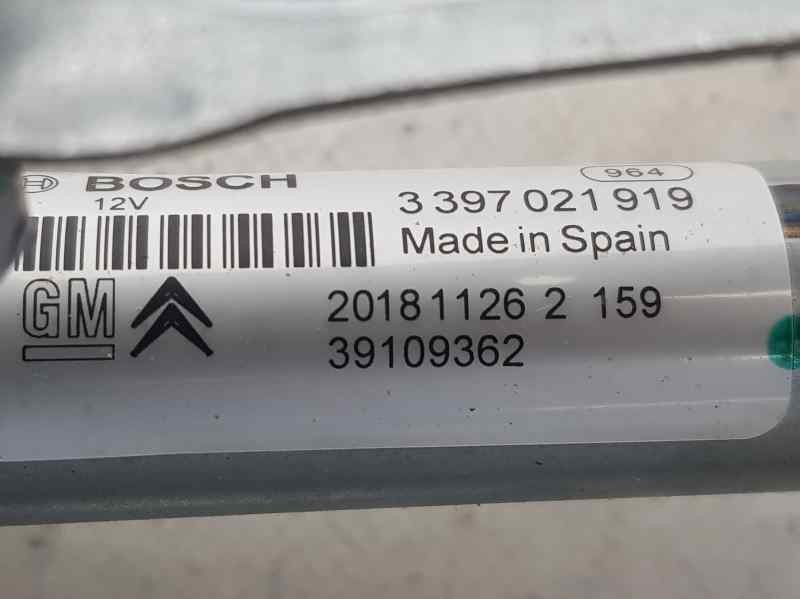 BOSCH
964
12V
3 397 021 919
Made in Spain
GM
20181126 2 159
39109362